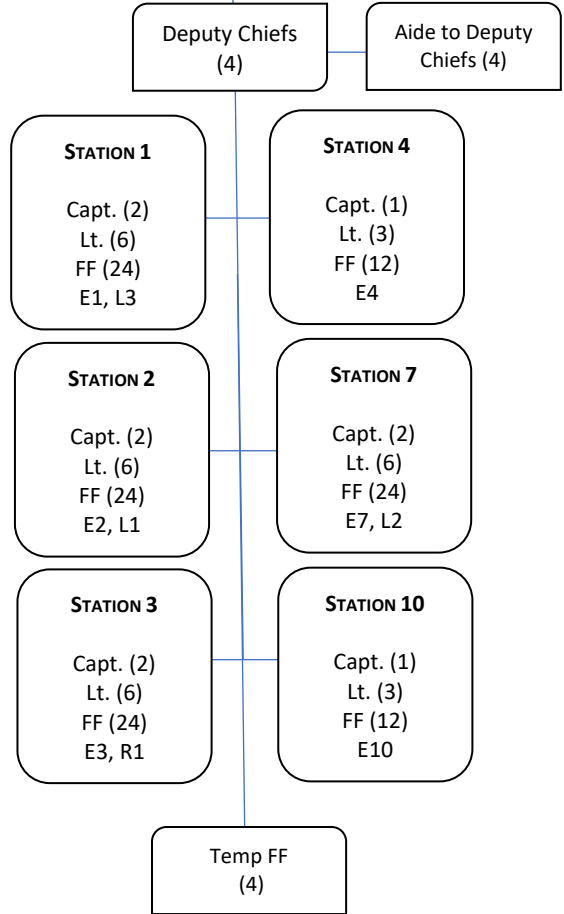 Deputy Chiefs
(4)
Aide to Deputy
Chiefs (4)
STATION 1
Capt. (2)
Lt. (6)
FF (24)
E1, L3
STATION 4
Capt. (1)
Lt. (3)
FF (12)
E4
STATION 2
Capt. (2)
Lt. (6)
FF (24)
E2, L1
STATION 7
Capt. (2)
Lt. (6)
FF (24)
E7, L2
STATION 3
Capt. (2)
Lt. (6)
FF (24)
E3, R1
STATION 10
Capt. (1)
Lt. (3)
FF (12)
E10
Temp FF
(4)